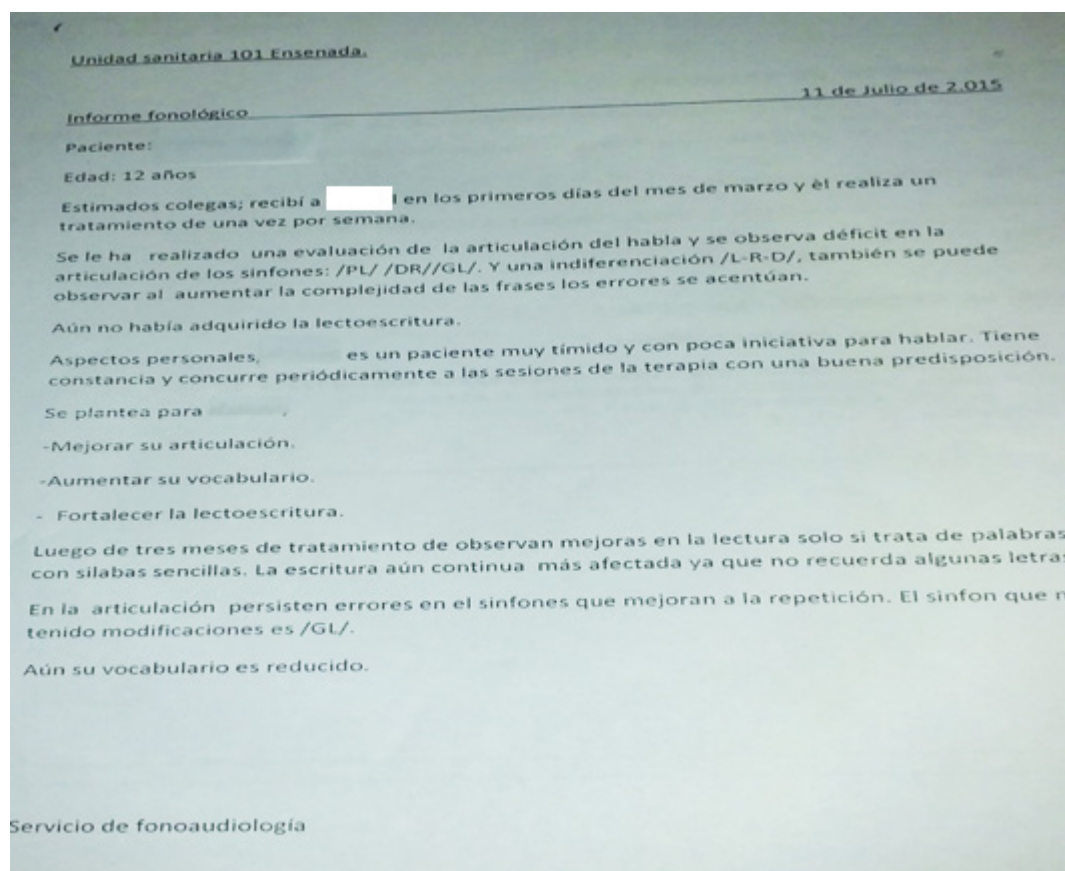 Unidad sanitaria 101 Ensenada.
11 de Julio de 2.015
Informe fonológico
Paciente:
Edad: 12 años
Estimados colegas; recibí a en los primeros días del mes de marzo y èl realiza un
tratamiento de una vez por semana.
Se le ha realizado una evaluación de la articulación del habla y se observa déficit en la
articulación de los sinfones: /PL/ /DR//GL/. Y una indiferenciación /L-R-D/, también se puede
observar al aumentar la complejidad de las frases los errores se acentúan.
Aún no había adquirido la lectoescritura.
Aspectos personales, es un paciente muy tímido y con poca iniciativa para hablar. Tiene
constancia y concurre periódicamente a las sesiones de la terapia con una buena predisposición.
Se plantea para ,
-Mejorar su articulación.
-Aumentar su vocabulario.
- Fortalecer la lectoescritura.
Luego de tres meses de tratamiento de observan mejoras en la lectura solo si trata de palabras
con silabas sencillas. La escritura aún continua más afectada ya que no recuerda algunas letras
En la articulación persisten errores en el sinfones que mejoran a la repetición. El sinfon que
tenido modificaciones es /GL/.
Aún su vocabulario es reducido.
Servicio de fonoaudiología